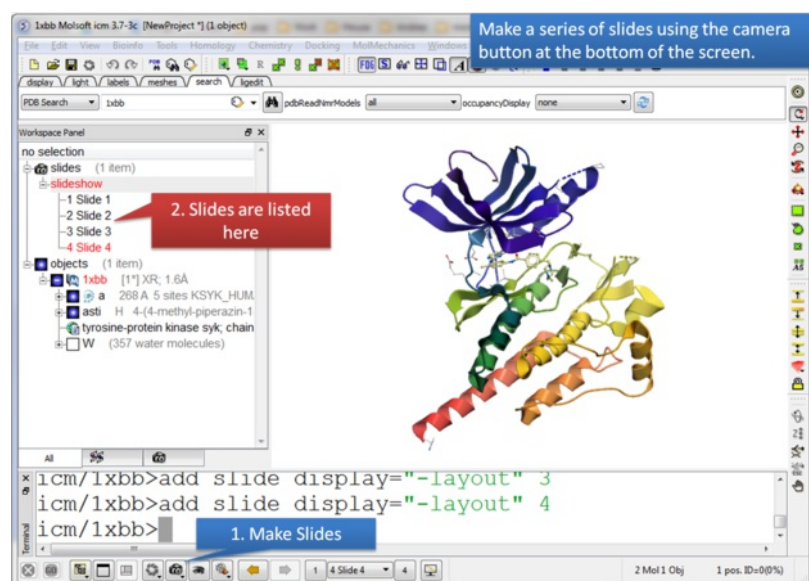 1xbb Molsoft icm 3.7-3c [NewProject *] (1 object)
Make a series of slides using the camera
button at the bottom of the screen.
File Edit View Bioinfo Tools Homology Chemistry Docking MolMechanics Windows
display light labels meshes search ligedit
PDB Search 1xbb pdbReadNmrModels all occupancyDisplay none
Workspace Panel
no selection
slides (1 item)
slideshow
1 Slide 1
2 Slide 2
3 Slide 3
4 Slide 4
2. Slides are listed
here
objects (1 item)
1xbb [1*] XR; 1.6Å
a 268 A 5 sites KSYK_HUM
asti H 4-(4-methyl-piperazin-1
tyrosine-protein kinase syk; chain
W (357 water molecules)
All
icm/1xbb>add slide display="-layout" 3
icm/1xbb>add slide display="-layout" 4
icm/1xbb>
Terminal
1. Make Slides
1 4 Slide 4 4
2 Mol 1 Obj 1 pos. ID=0(0%)